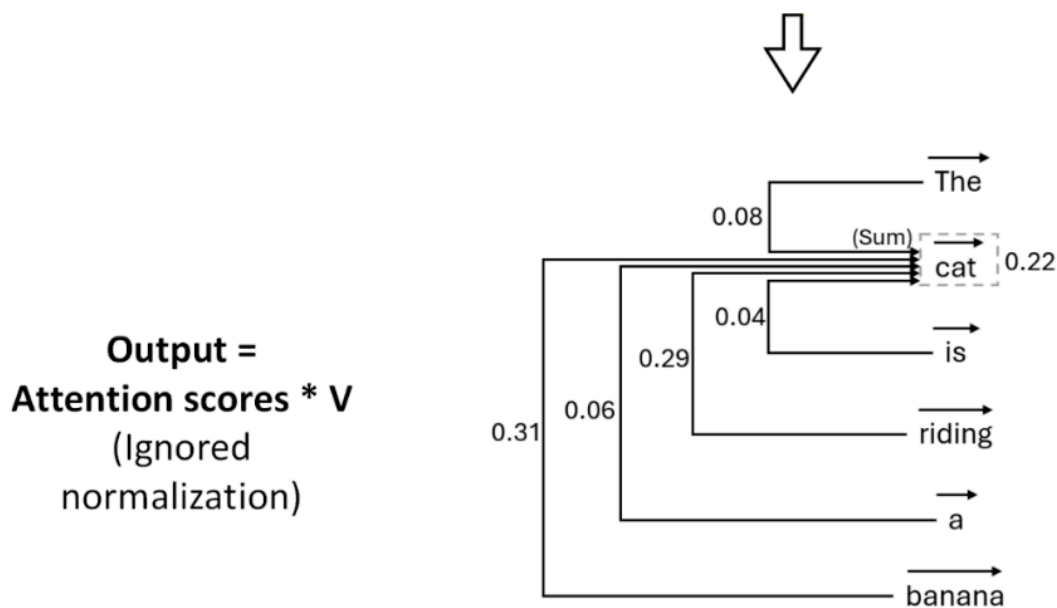 The
0.08
(Sum)
cat
0.22
0.04
is
Output =
Attention scores * V
(Ignored
normalization)
0.29
0.06
0.31
riding
a
banana